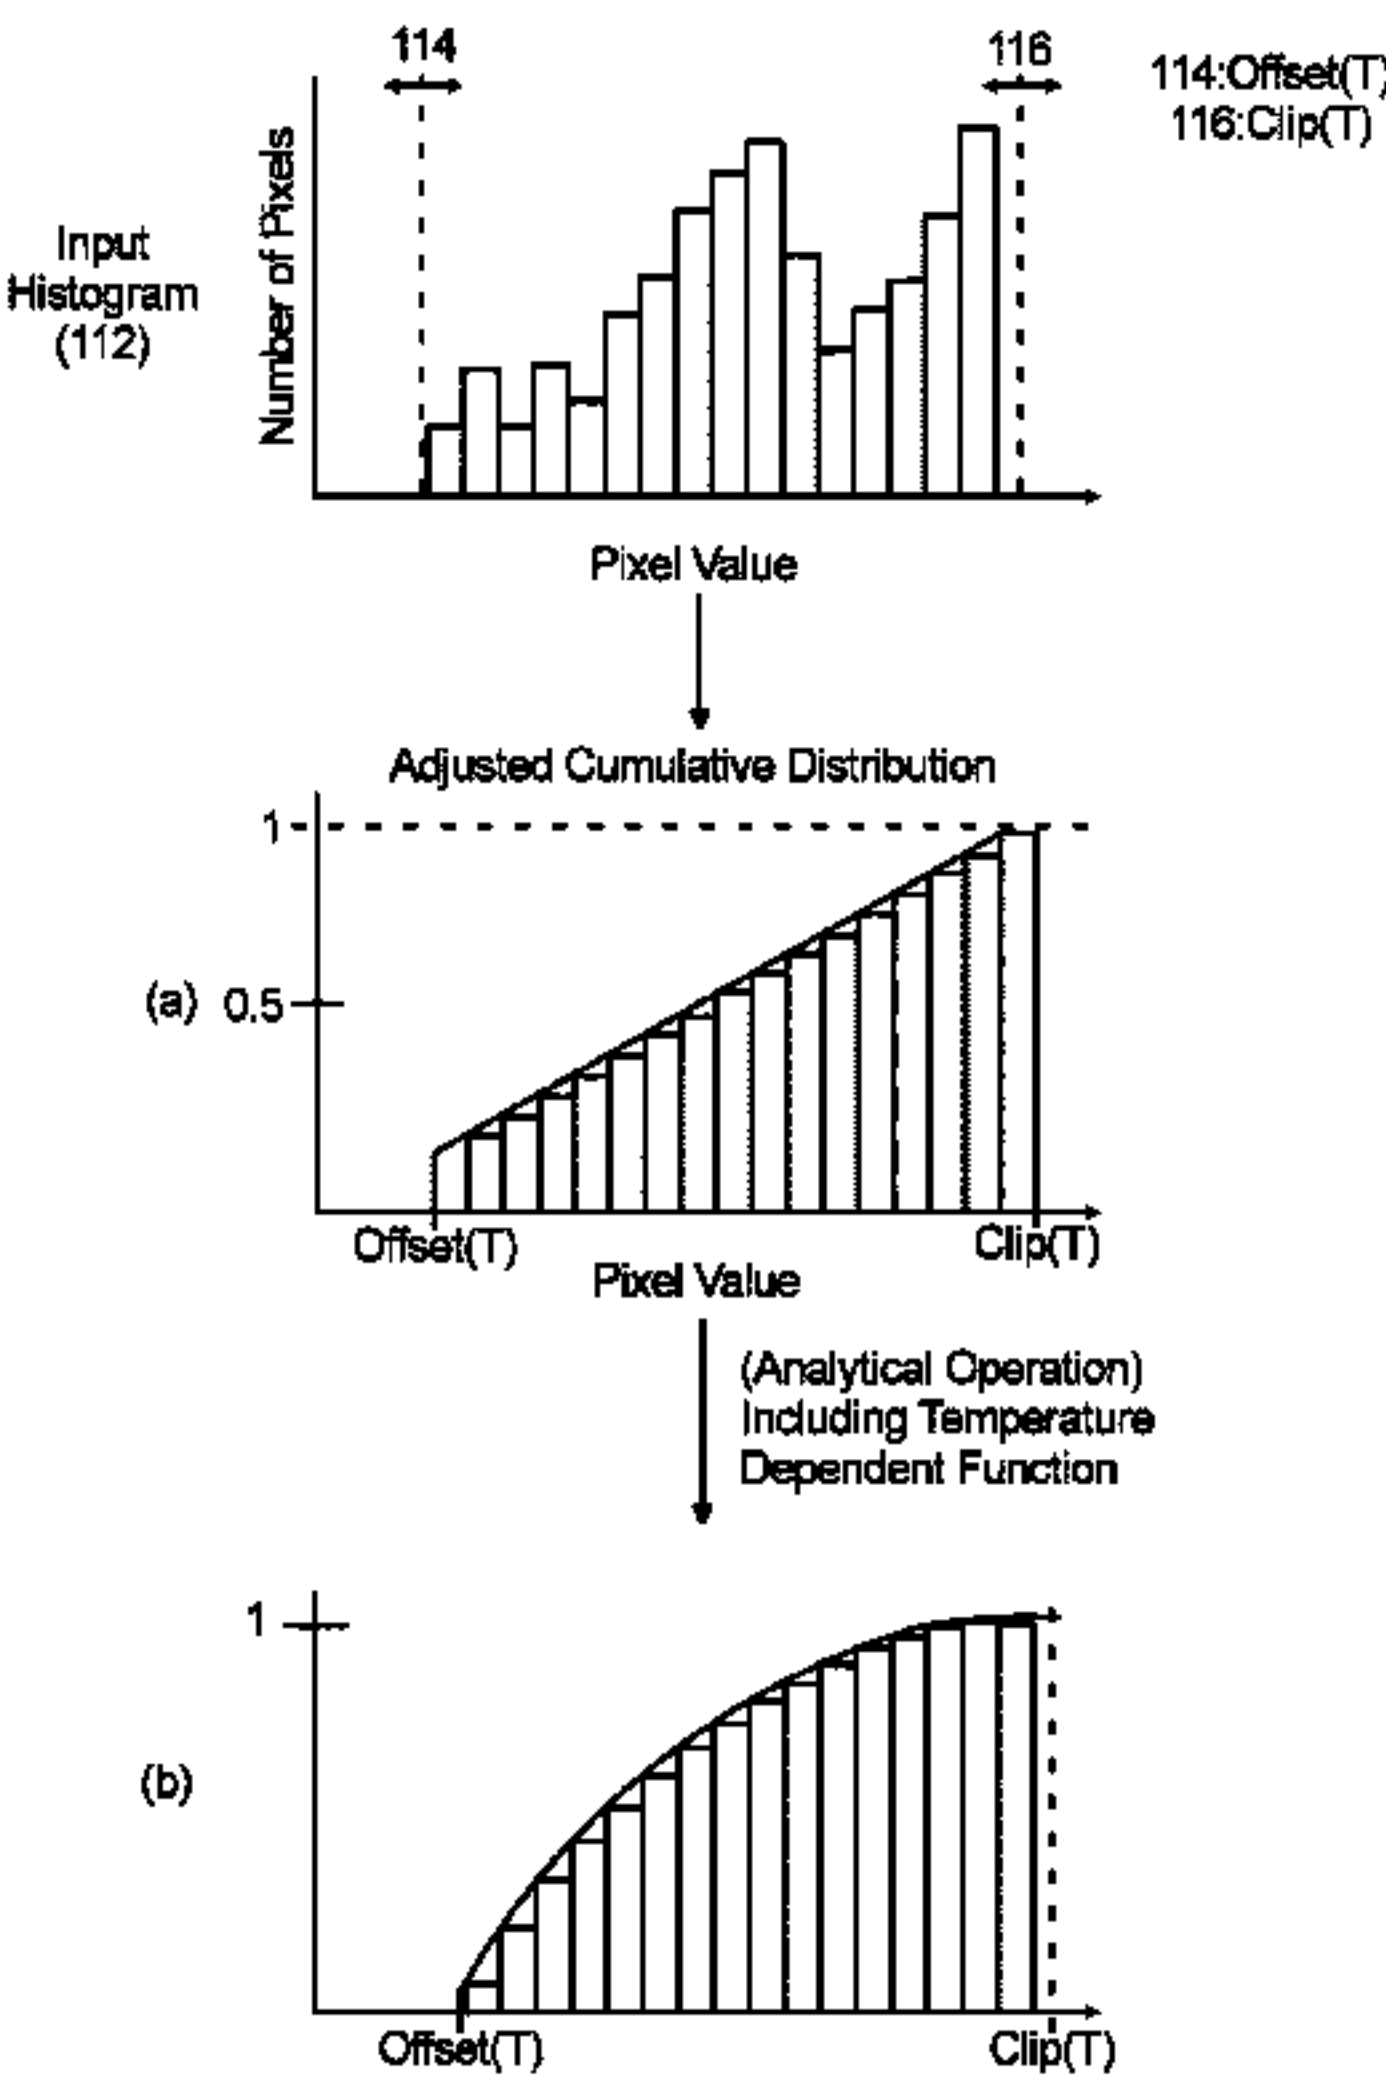 114
116
114:Offset(T)
116:Clip(T)
Number of Pixels
Input
Histogram
(112)
Pixel Value
Adjusted Cumulative Distribution
1
(a)
0.5
Offset(T)
Clip(T)
Pixel Value
(Analytical Operation)
Including Temperature
Dependent Function
1
(b)
Offset(T)
Clip(T)